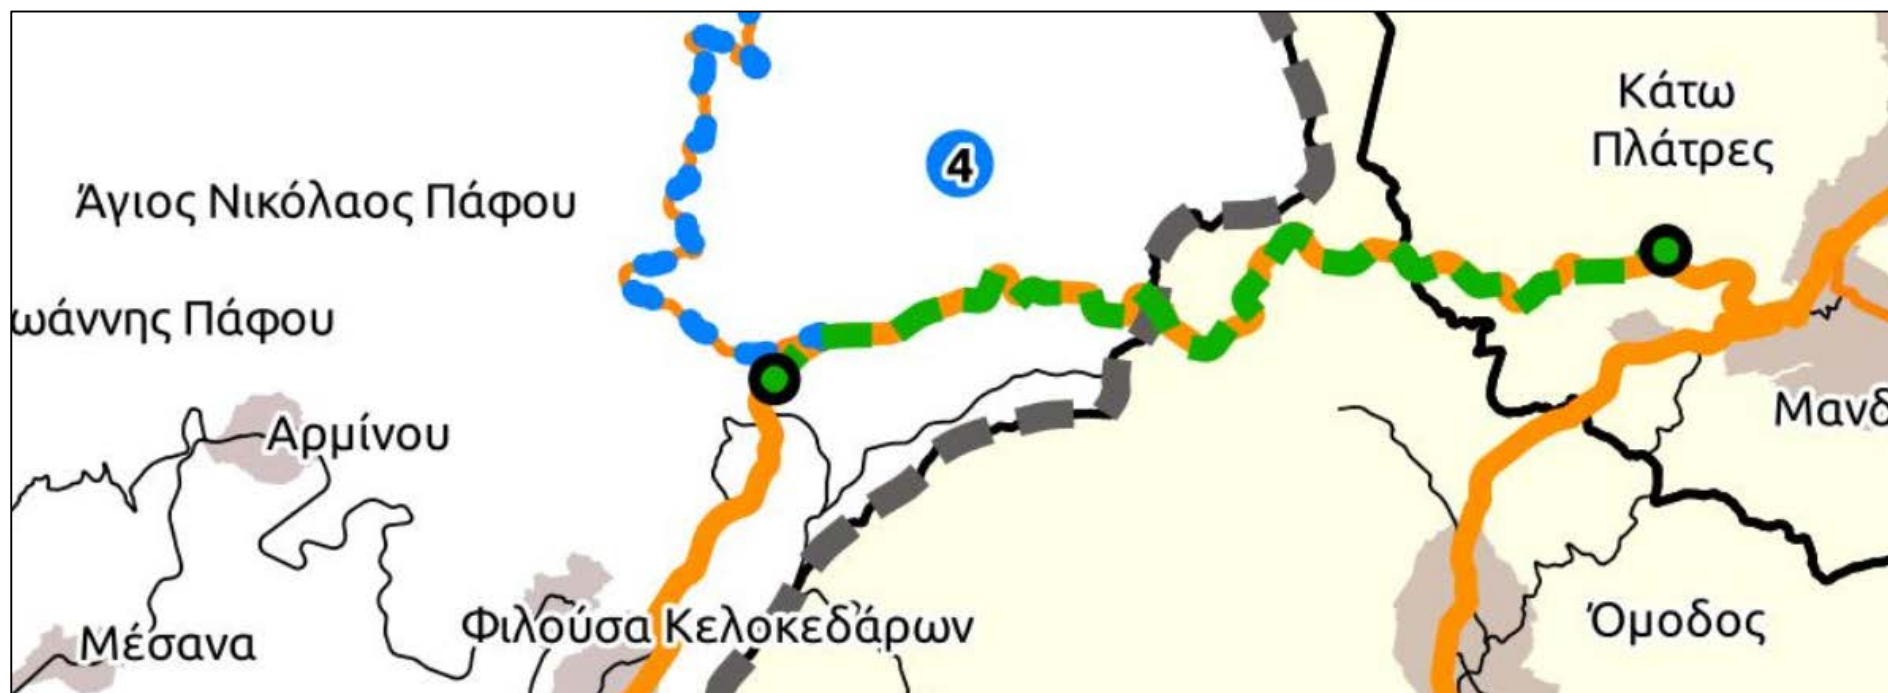 Κάτω
Πλάτρες
4
Άγιος Νικόλαος Πάφου
ωάννης Πάφου
Αρμίνου
Μανδ
Φιλούσα Κελοκεδάρων
Όμοδος
Μέσανα